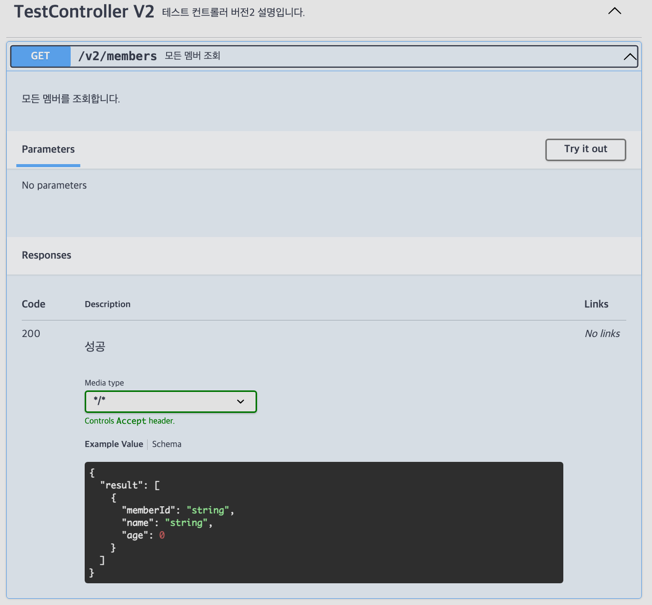 TestController V2 테스트 컨트롤러 버전2 설명입니다.
GET /v2/members 모든 멤버 조회
모든 멤버를 조회합니다.
Parameters Try it out
No parameters
Responses
Code Description Links
200 성공 No links
Media type
*/*
Controls Accept header.
Example Value Schema
{
"result": [
{
"memberId": "string",
"name": "string",
"age": 0
}
]
}